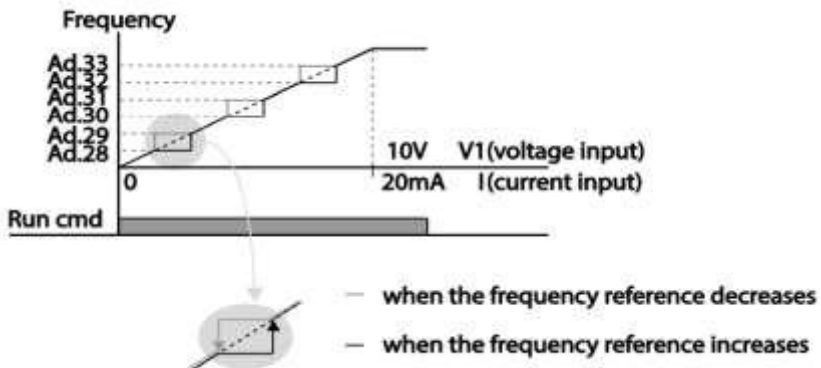 Frequency
Ad.33
Ad.32
Ad.31
Ad.30
Ad.29
Ad.28
10V V1(voltage input)
0 20mA I(current input)
Run cmd
when the frequency reference decreases
when the frequency reference increases